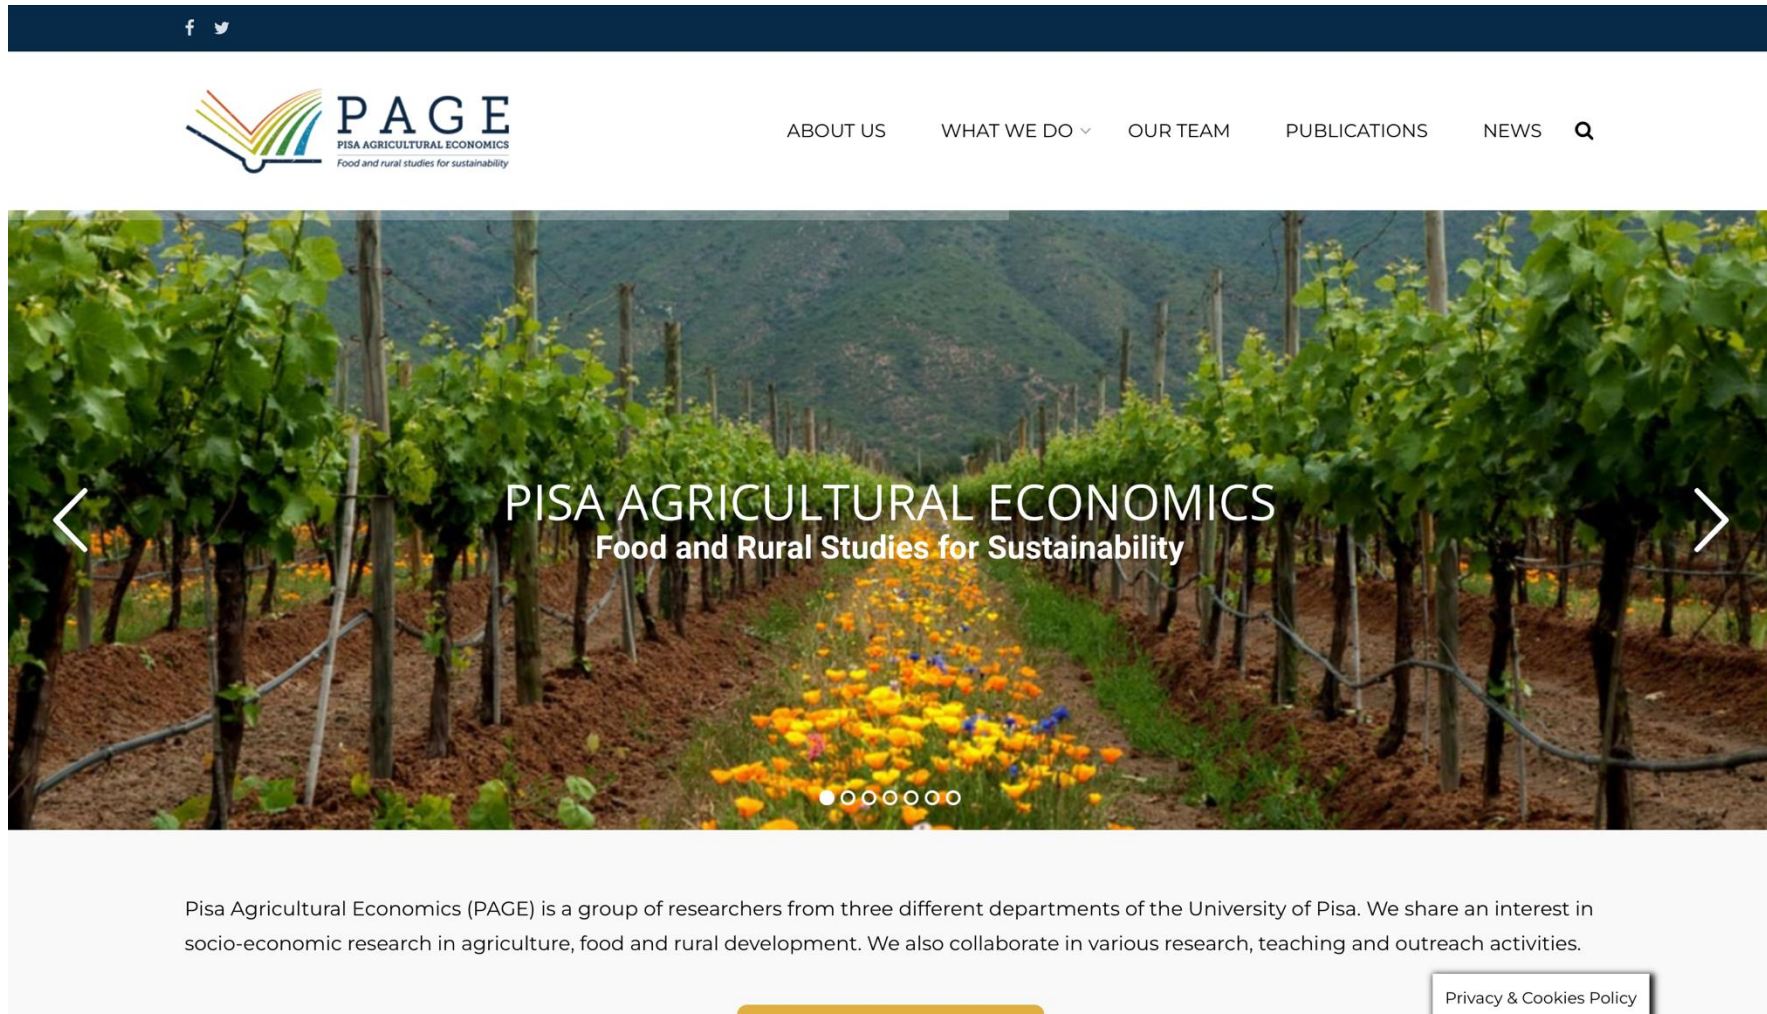 PAGE
PISA AGRICULTURAL ECONOMICS
Food and rural studies for sustainability
ABOUT US
WHAT WE DO
OUR TEAM
PUBLICATIONS
NEWS
PISA AGRICULTURAL ECONOMICS
Food and Rural Studies for Sustainability
Pisa Agricultural Economics (PAGE) is a group of researchers from three different departments of the University of Pisa. We share an interest in
socio-economic research in agriculture, food and rural development. We also collaborate in various research, teaching and outreach activities.
Privacy & Cookies Policy